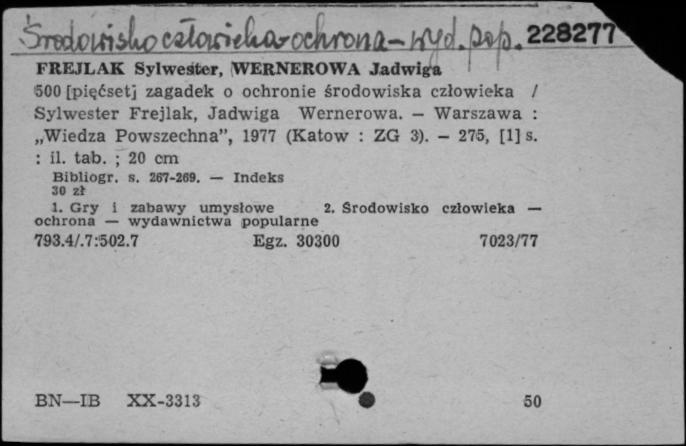 Środowisko człowieka - ochrona - wyd. pop. 228277
FREJLAK Sylwester, WERNEROWA Jadwiga
500 [pięćset] zagadek o ochronie środowiska człowieka /
Sylwester Frejlak, Jadwiga Wernerowa. — Warszawa :
„Wiedza Powszechna”, 1977 (Katow : ZG 3). — 275, [1] s.
: il. tab. ; 20 cm
Bibliogr. s. 267-269. — Indeks
30 zł
1. Gry i zabawy umysłowe 2. Środowisko człowieka —
ochrona — wydawnictwa popularne
793.4/.7:502.7 Egz. 30300 7023/77
BN—IB XX-3313 50